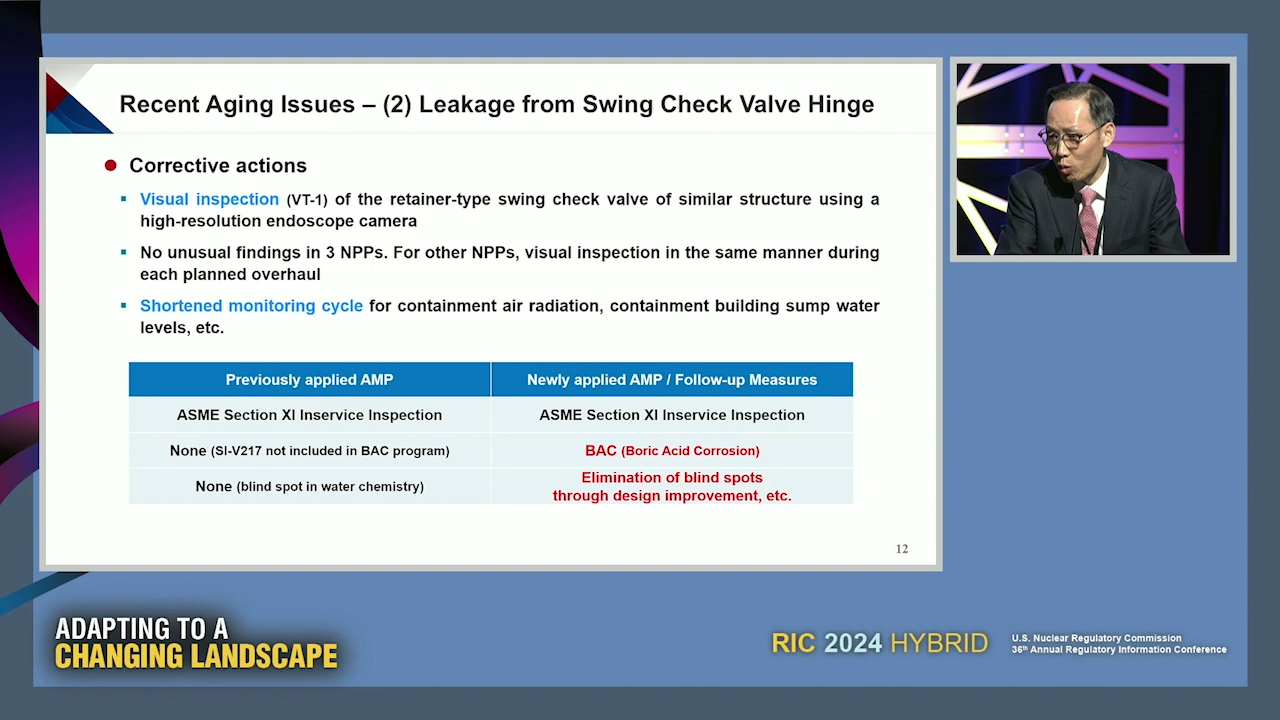 Recent Aging Issues – (2) Leakage from Swing Check Valve Hinge
Corrective actions
Visual inspection (VT-1) of the retainer-type swing check valve of similar structure using a
high-resolution endoscope camera
No unusual findings in 3 NPPs. For other NPPs, visual inspection in the same manner during
each planned overhaul
Shortened monitoring cycle for containment air radiation, containment building sump water
levels, etc.
Previously applied AMP
Newly applied AMP / Follow-up Measures
ASME Section XI Inservice Inspection
ASME Section XI Inservice Inspection
None (SI-V217 not included in BAC program)
BAC (Boric Acid Corrosion)
None (blind spot in water chemistry)
Elimination of blind spots
through design improvement, etc.
12
ADAPTING TO A
CHANGING LANDSCAPE
RIC 2024 HYBRID
U.S. Nuclear Regulatory Commission
36th Annual Regulatory Information Conference